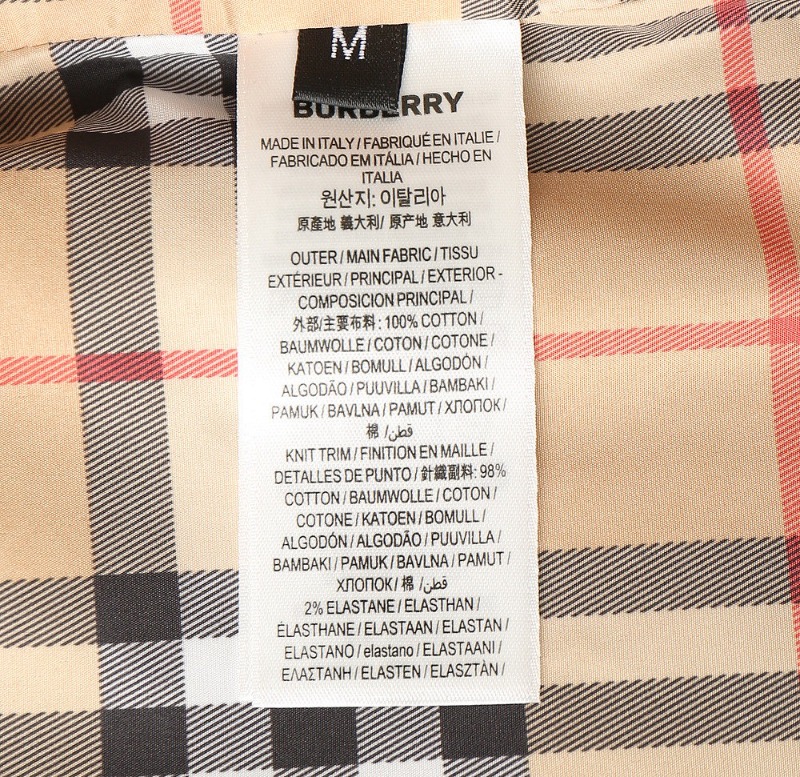 M
BURBERRY
MADE IN ITALY / FABRIQUÉ EN ITALIE /
FABRICADO EM ITÁLIA / HECHO EN
ITALIA
원산지: 이탈리아
原產地 義大利/ 原产地 意大利
OUTER / MAIN FABRIC / TISSU
EXTÉRIEUR / PRINCIPAL / EXTERIOR -
COMPOSICION PRINCIPAL /
外部/主要布料: 100% COTTON /
BAUMWOLLE / COTON / COTONE /
KATOEN / BOMULL / ALGODÓN /
ALGODÃO / PUUVILLA / BAMBAKI /
PAMUK / BAVLNA / PAMUT / ХЛОПОК /
棉 / قطن/
KNIT TRIM / FINITION EN MAILLE /
DETALLES DE PUNTO / 針織副料: 98%
COTTON / BAUMWOLLE / COTON /
COTONE / KATOEN / BOMULL /
ALGODÓN / ALGODÃO / PUUVILLA /
BAMBAKI / PAMUK / BAVLNA / PAMUT /
ХЛОПОК / 棉 / قطن/
2% ELASTANE / ELASTHAN /
ÉLASTHANE / ELASTAAN / ELASTAN /
ELASTANO / elastano / ELASTAANI /
ΕΛΑΣΤΑΝΗ / ELASTEN / ELASZTÀN /